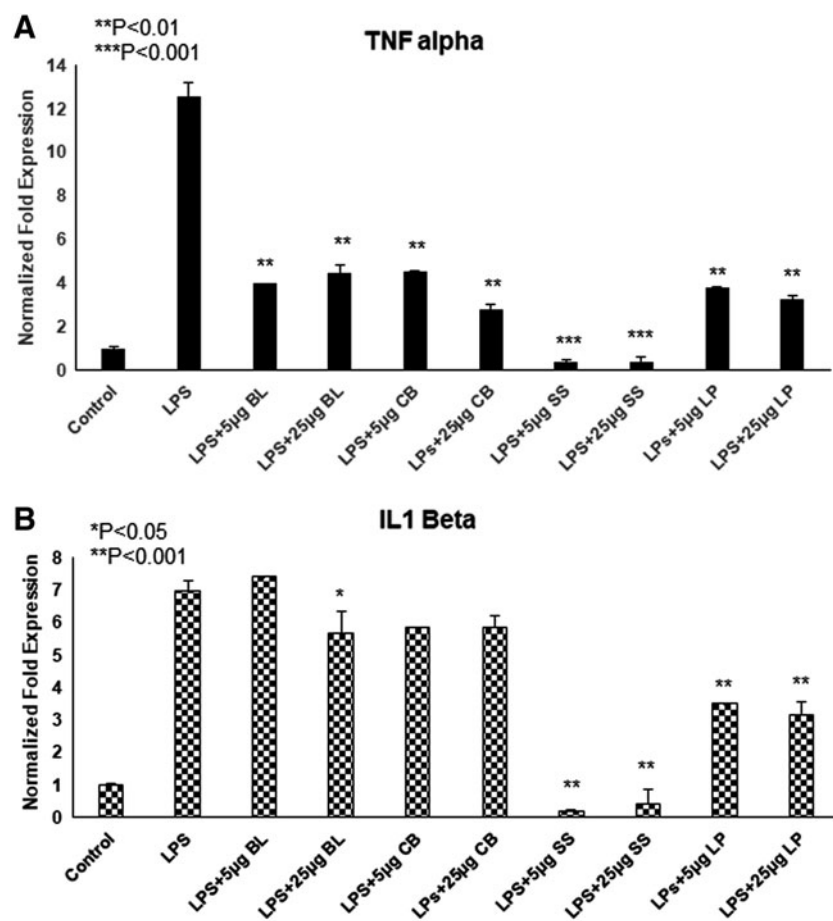 A
**P<0.01
***P<0.001
TNF alpha
Normalized Fold Expression
14
12
10
8
6
4
2
0
**
**
**
**
***
***
**
**
Control
LPS
LPS+5µg BL
LPS+25µg BL
LPS+5µg CB
LPs+25µg CB
LPS+5µg SS
LPS+25µg SS
LPs+5µg LP
LPS+25µg LP
B
*P<0.05
**P<0.001
IL1 Beta
Normalized Fold Expression
8
7
6
5
4
3
2
1
0
*
**
**
**
**
Control
LPS
LPS+5µg BL
LPS+25µg BL
LPS+5µg CB
LPs+25µg CB
LPS+5µg SS
LPS+25µg SS
LPs+5µg LP
LPS+25µg LP